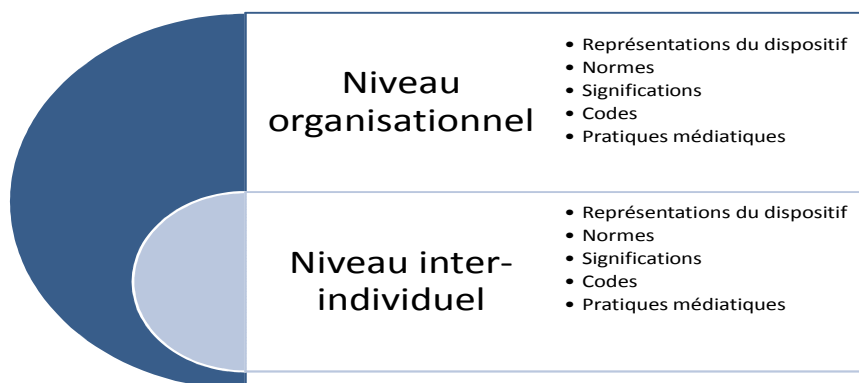 Niveau
organisationnel
• Représentations du dispositif
• Normes
• Significations
• Codes
• Pratiques médiatiques
Niveau inter-
individuel
• Représentations du dispositif
• Normes
• Significations
• Codes
• Pratiques médiatiques